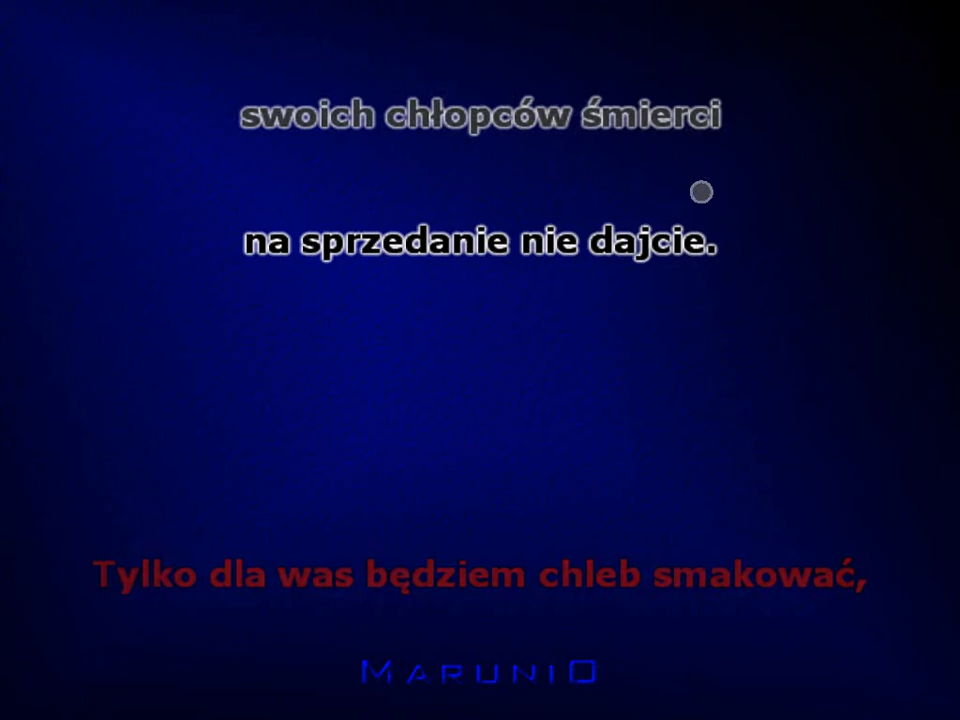 swoich chłopców śmierci
na sprzedanie nie dajcie.
Tylko dla was będziem chleb smakować,
MARUNIO